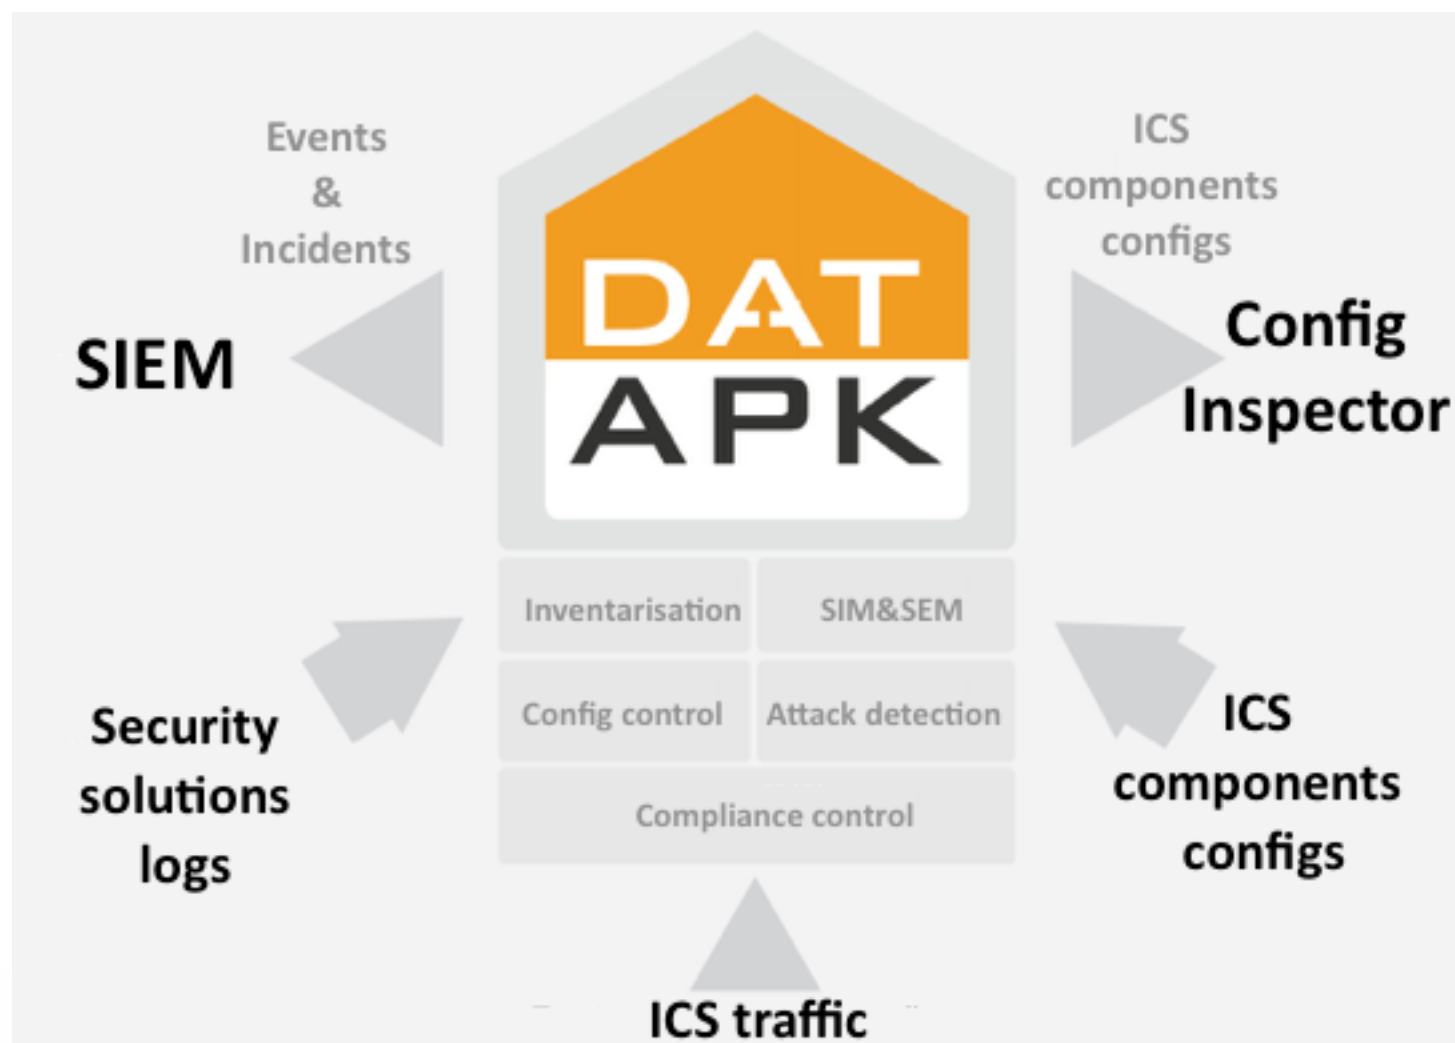 Events
&
Incidents
ICS
components
configs
DAT
APK
SIEM
Config
Inspector
Inventarisation
SIM&SEM
Config control
Attack detection
Compliance control
Security
solutions
logs
ICS
components
configs
ICS traffic